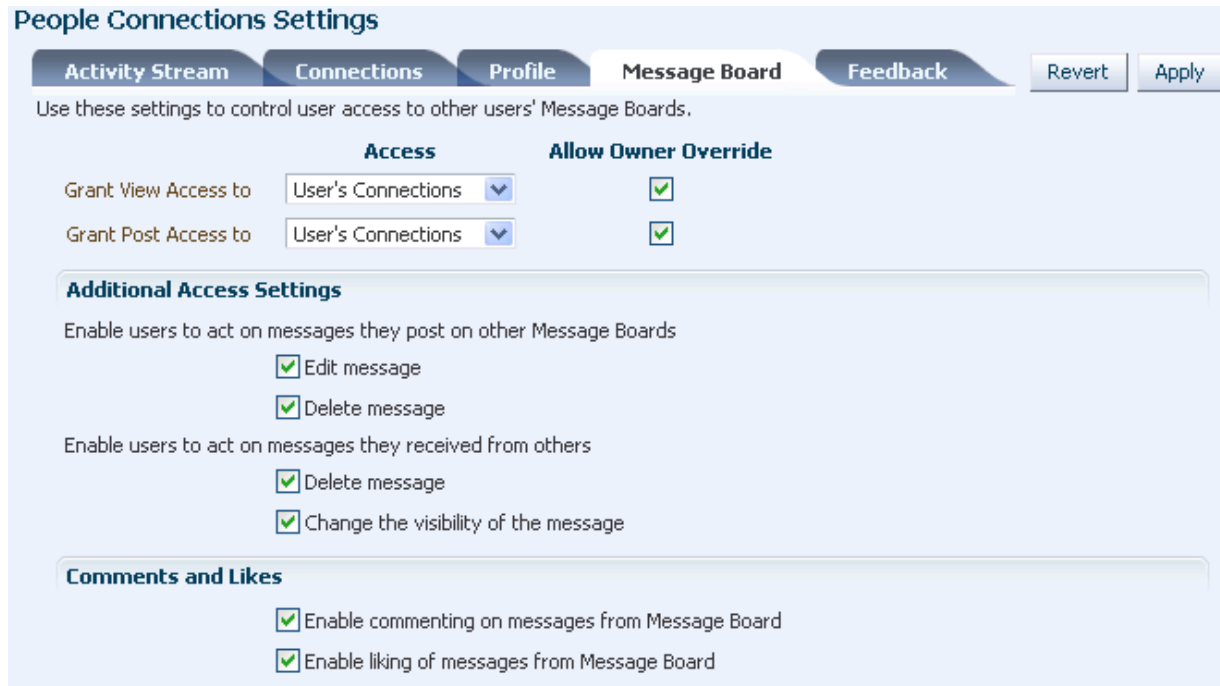 People Connections Settings
Activity Stream Connections Profile Message Board Feedback Revert Apply
Use these settings to control user access to other users' Message Boards.
Access Allow Owner Override
Grant View Access to User's Connections
Grant Post Access to User's Connections
Additional Access Settings
Enable users to act on messages they post on other Message Boards
Edit message
Delete message
Enable users to act on messages they received from others
Delete message
Change the visibility of the message
Comments and Likes
Enable commenting on messages from Message Board
Enable liking of messages from Message Board